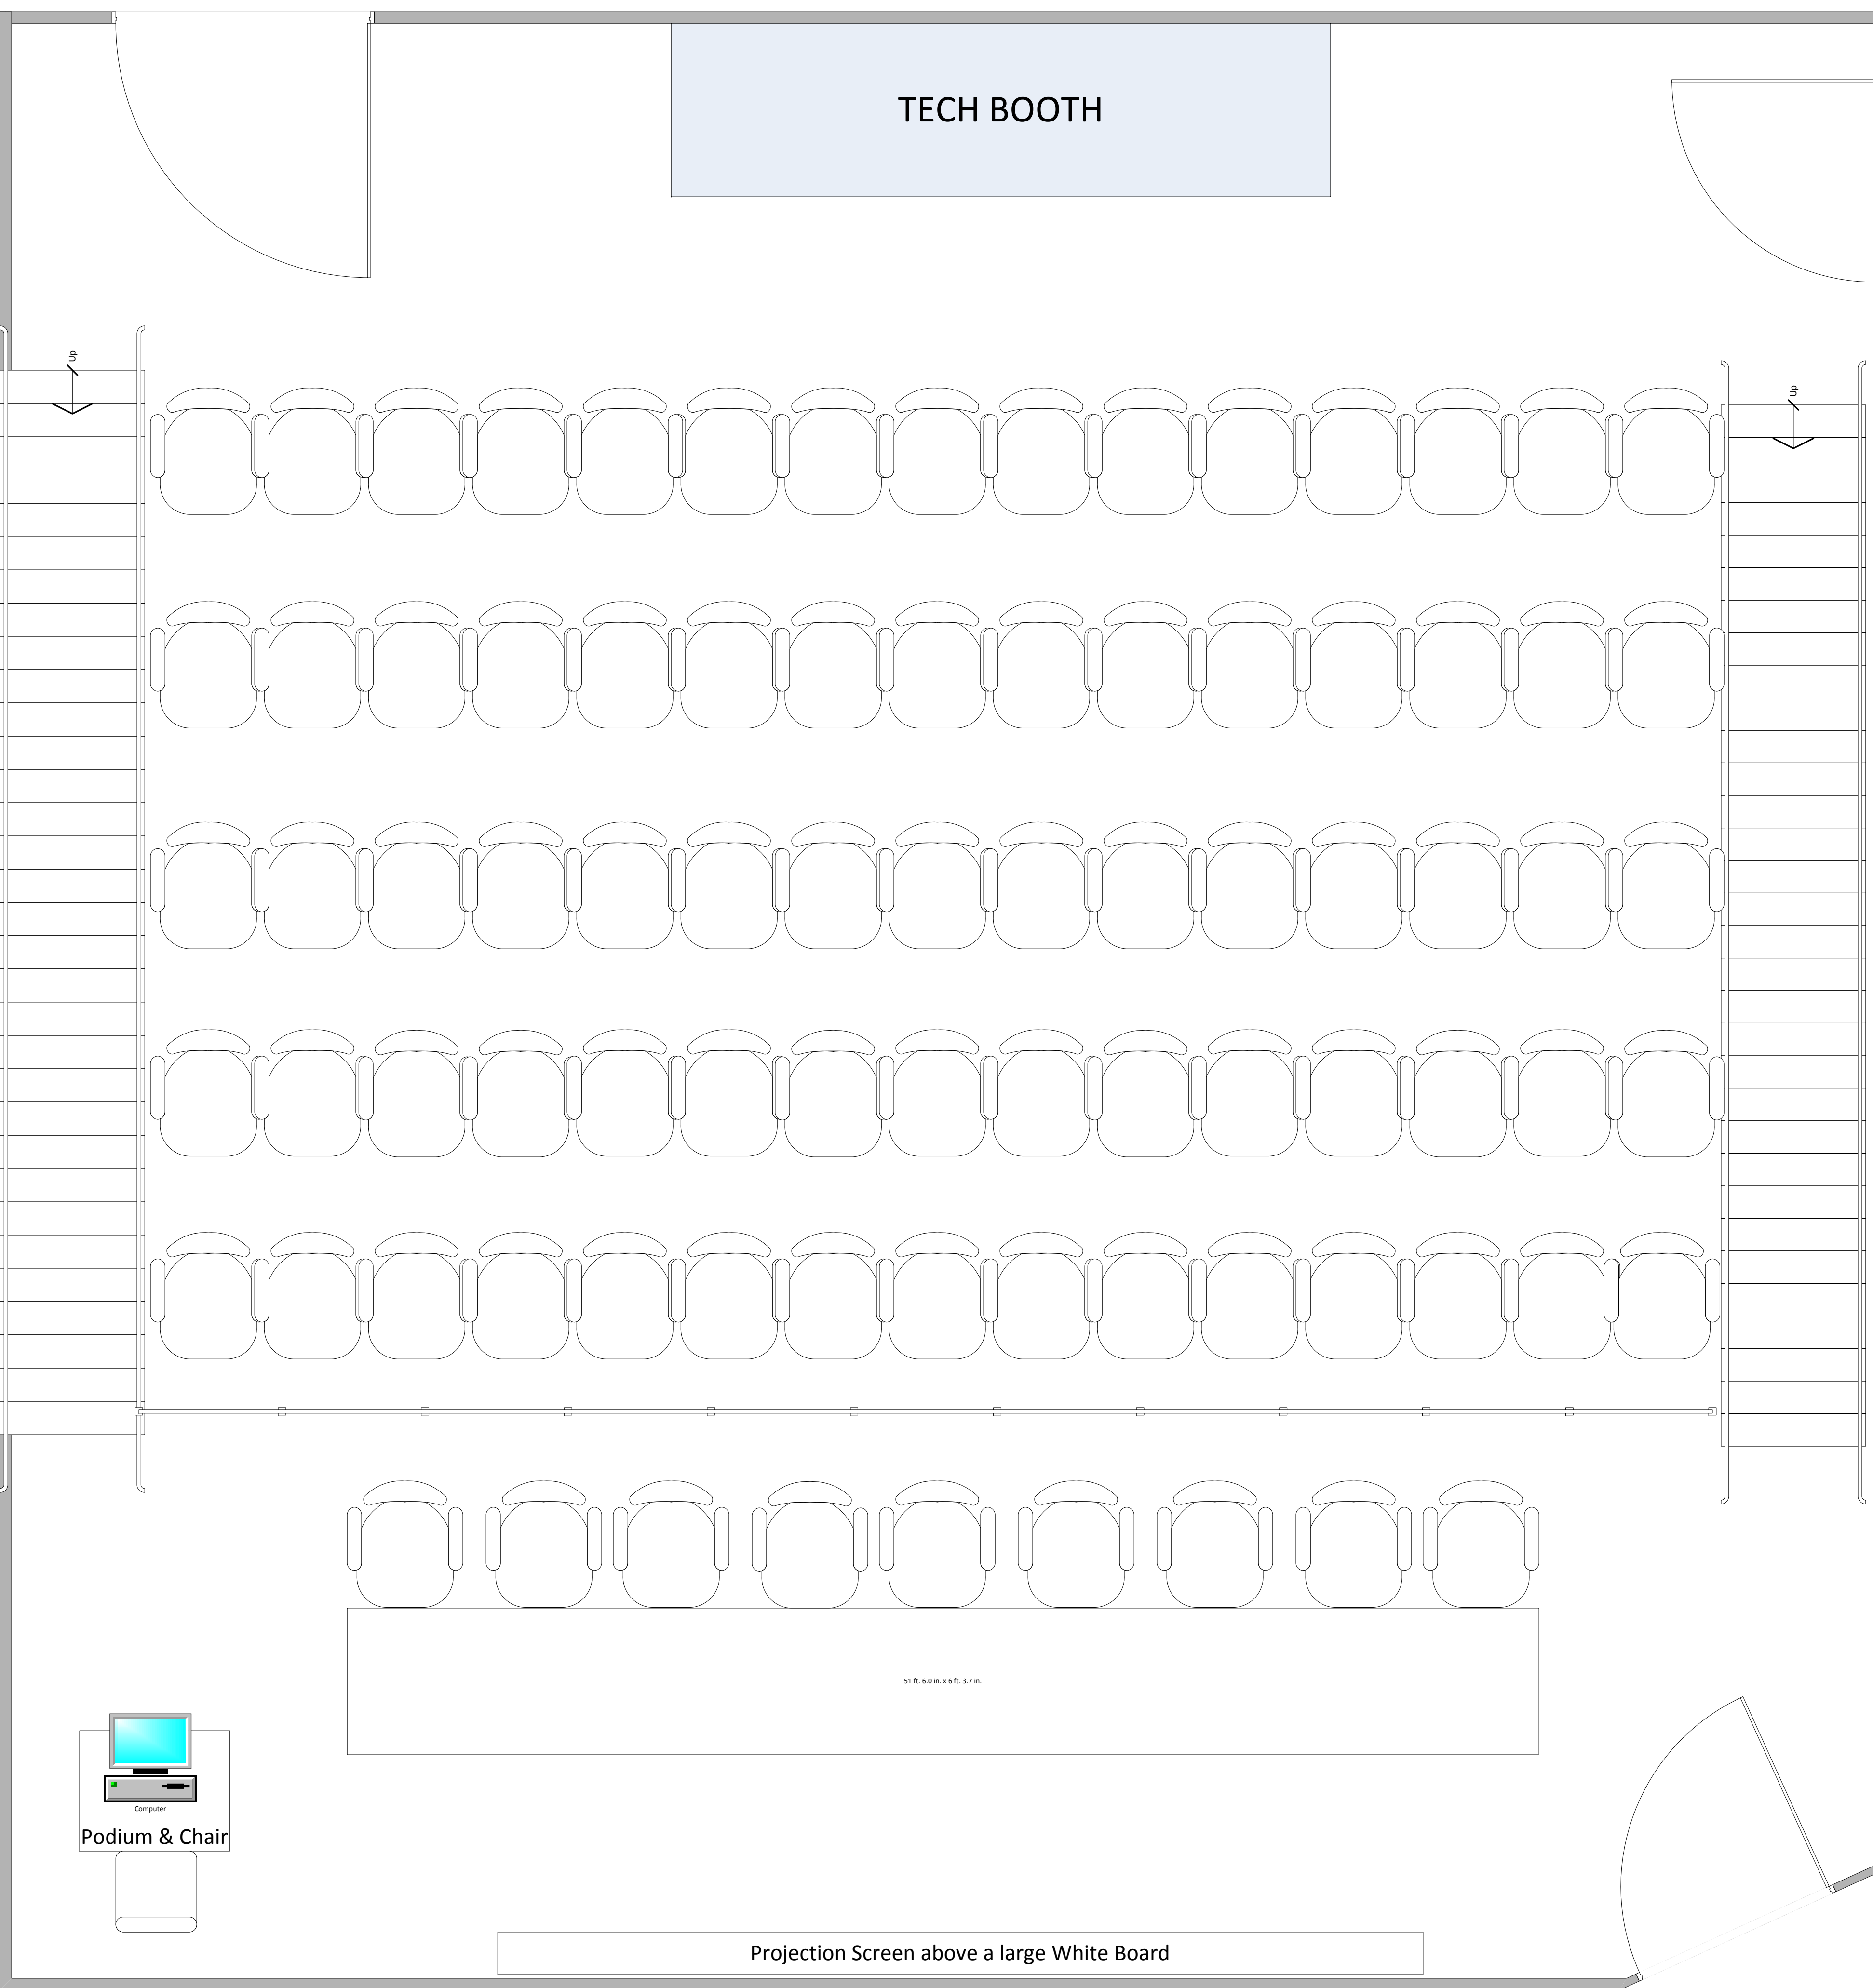 TECH BOOTH
Up
Up
51 ft. 6.0 in. x 6 ft. 3.7 in.
Computer
Podium & Chair
Projection Screen above a large White Board